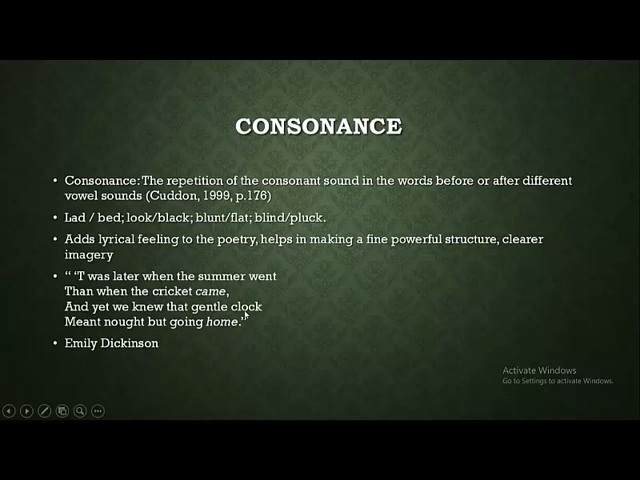 CONSONANCE
• Consonance: The repetition of the consonant sound in the words before or after different
vowel sounds (Cuddon, 1999, p.176)
• Lad / bed; look/black; blunt/flat; blind/pluck.
• Adds lyrical feeling to the poetry, helps in making a fine powerful structure, clearer
imagery
• “ ‘T was later when the summer went
Than when the cricket came,
And yet we knew that gentle clock
Meant nought but going home.”
• Emily Dickinson
Activate Windows
Go to Settings to activate Windows.